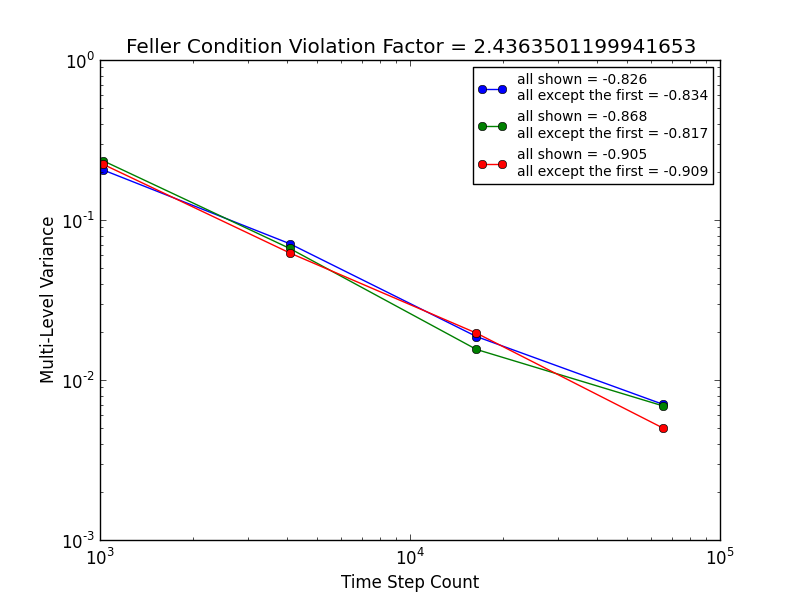 Feller Condition Violation Factor = 2.4363501199941653
10^0
all shown = -0.826
all except the first = -0.834
all shown = -0.868
all except the first = -0.817
all shown = -0.905
all except the first = -0.909
10^-1
Multi-Level Variance
10^-2
10^-3
10^3
10^4
10^5
Time Step Count